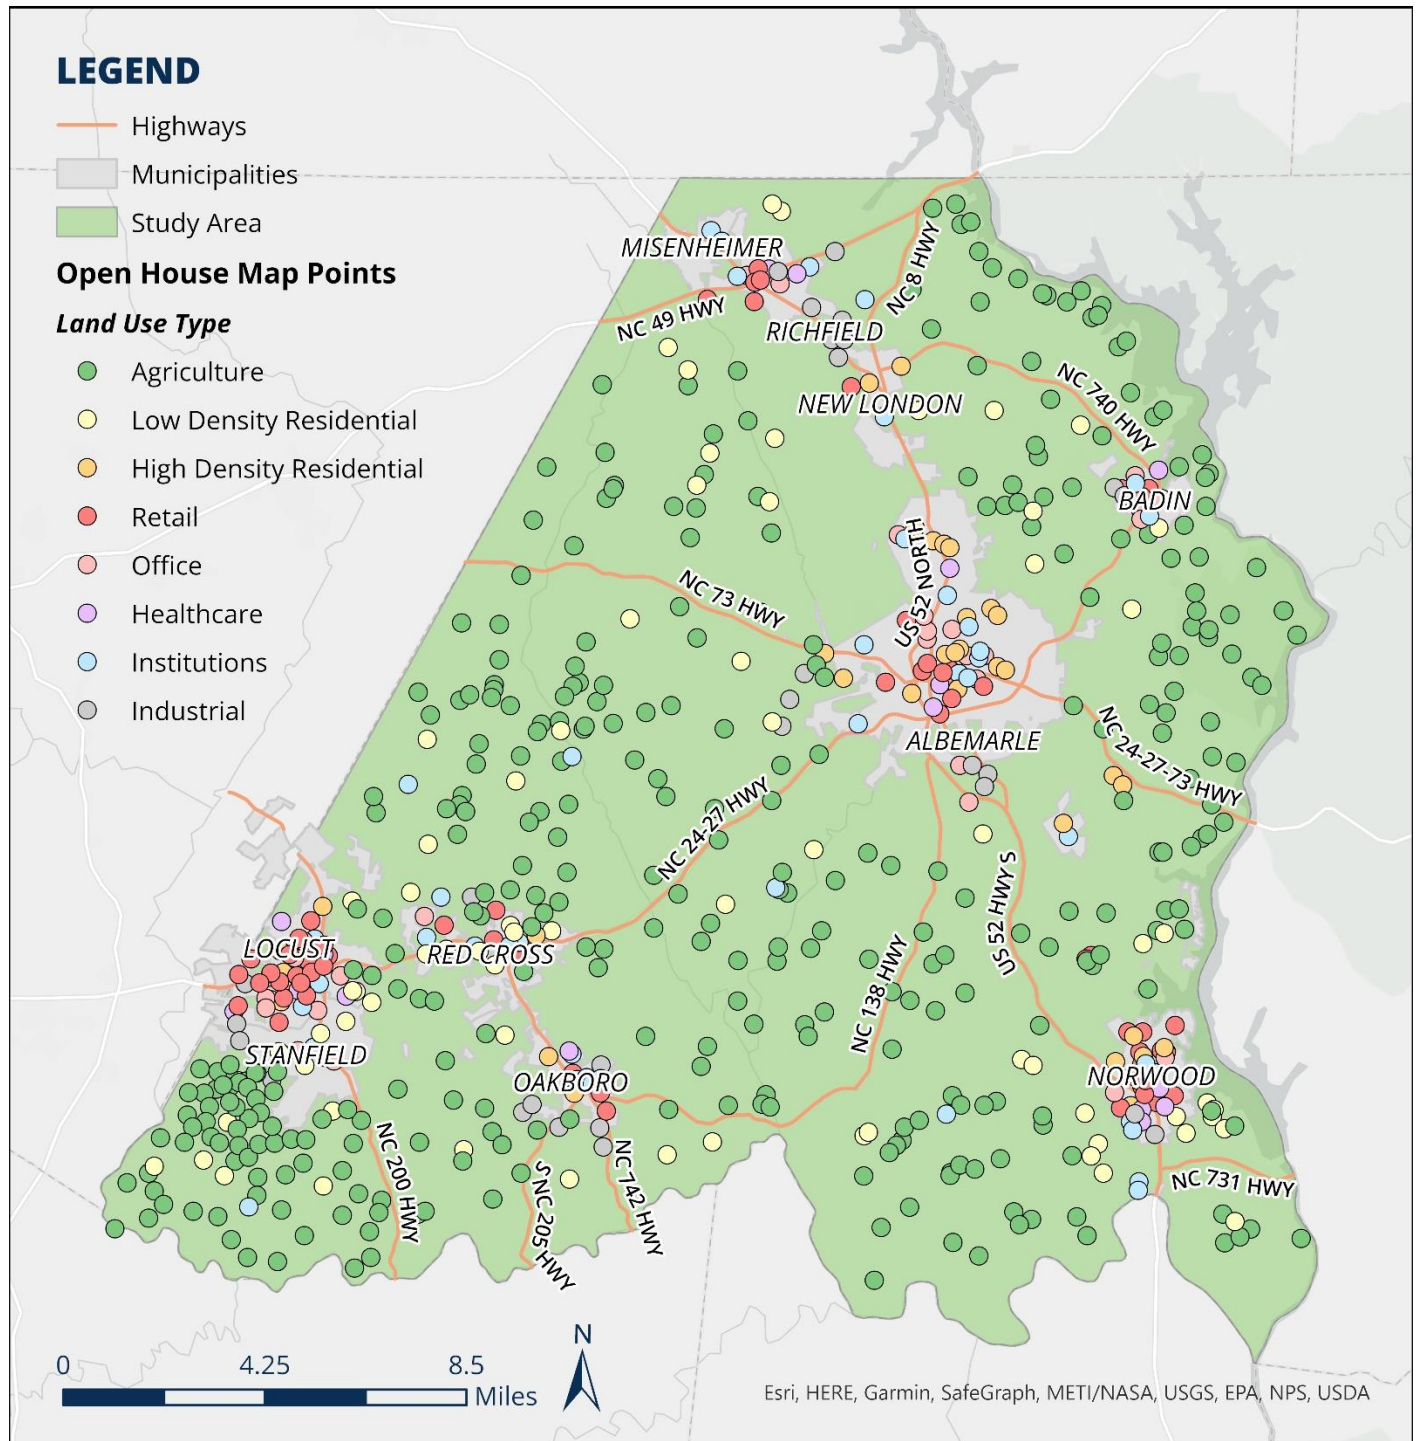 LEGEND
Highways
Municipalities
Study Area
Open House Map Points
Land Use Type
Agriculture
Low Density Residential
High Density Residential
Retail
Office
Healthcare
Institutions
Industrial
MISENHEIMER
NC 49 HWY
RICHFIELD
NC 8 HWY
NEW LONDON
NC 740 HWY
BADIN
US 52 NORTH
NC 73 HWY
ALBEMARLE
NC 24-27-73 HWY
NC 24-27 HWY
US 52 HWY S
LOCUST
RED CROSS
NC 138 HWY
STANFIELD
OAKBORO
NORWOOD
NC 200 HWY
S NC 205 HWY
NC 742 HWY
NC 731 HWY
0 4.25 8.5
Miles
N
Esri, HERE, Garmin, SafeGraph, METI/NASA, USGS, EPA, NPS, USDA